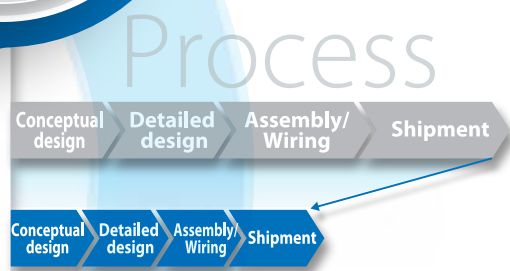 Process
Conceptual
design
Detailed
design
Assembly/
Wiring
Shipment
Conceptual
design
Detailed
design
Assembly/
Wiring
Shipment